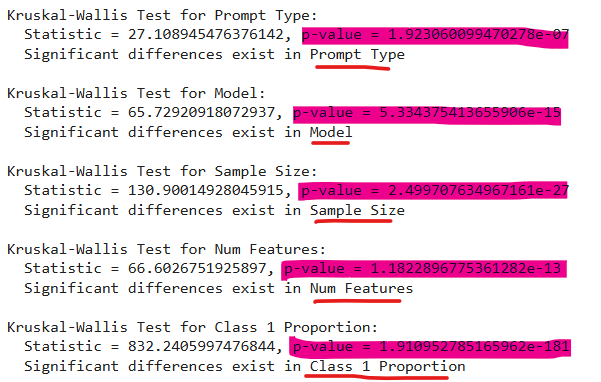 Kruskal-Wallis Test for Prompt Type:
Statistic = 27.108945476376142, p-value = 1.923060099470278e-07
Significant differences exist in Prompt Type
Kruskal-Wallis Test for Model:
Statistic = 65.72920918072937, p-value = 5.334375413655906e-15
Significant differences exist in Model
Kruskal-Wallis Test for Sample Size:
Statistic = 130.90014928045915, p-value = 2.499707634967161e-27
Significant differences exist in Sample Size
Kruskal-Wallis Test for Num Features:
Statistic = 66.6026751925897, p-value = 1.1822896775361282e-13
Significant differences exist in Num Features
Kruskal-Wallis Test for Class 1 Proportion:
Statistic = 832.2405997476844, p-value = 1.910952785165962e-181
Significant differences exist in Class 1 Proportion